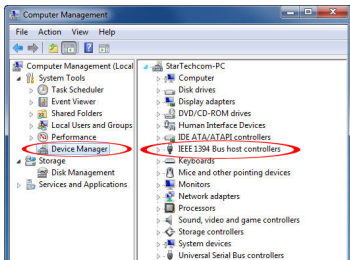 Computer Management
File Action View Help
Computer Management (Local
System Tools
Task Scheduler
Event Viewer
Shared Folders
Local Users and Groups
Performance
Device Manager
Storage
Disk Management
Services and Applications
StarTechcom-PC
Computer
Disk drives
Display adapters
DVD/CD-ROM drives
Human Interface Devices
IDE ATA/ATAPI controllers
IEEE 1394 Bus host controllers
Keyboards
Mice and other pointing devices
Monitors
Network adapters
Processors
Sound, video and game controllers
Storage controllers
System devices
Universal Serial Bus controllers